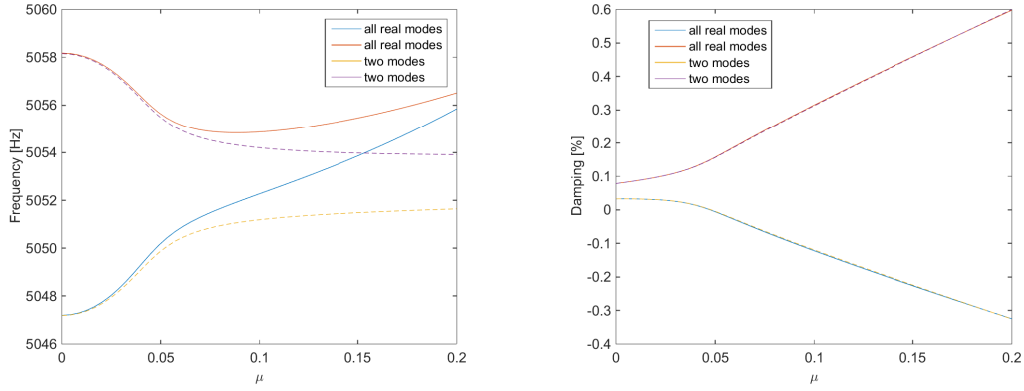 5060
5058
5056
5054
5052
5050
5048
5046
Frequency [Hz]
0
0.05
0.1
0.15
0.2
μ
all real modes
all real modes
two modes
two modes
0.6
0.5
0.4
0.3
0.2
0.1
0
-0.1
-0.2
-0.3
-0.4
Damping [%]
0
0.05
0.1
0.15
0.2
μ
all real modes
all real modes
two modes
two modes